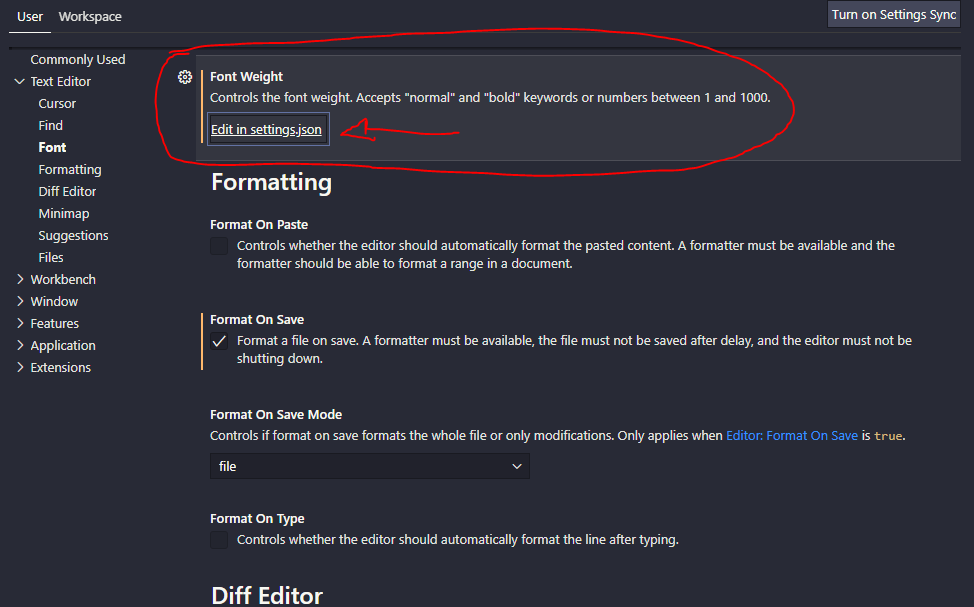 User Workspace
Turn on Settings Sync
Commonly Used
Text Editor
Cursor
Find
Font
Formatting
Diff Editor
Minimap
Suggestions
Files
Workbench
Window
Features
Application
Extensions
Font Weight
Controls the font weight. Accepts "normal" and "bold" keywords or numbers between 1 and 1000.
Edit in settings.json
Formatting
Format On Paste
Controls whether the editor should automatically format the pasted content. A formatter must be available and the
formatter should be able to format a range in a document.
Format On Save
Format a file on save. A formatter must be available, the file must not be saved after delay, and the editor must not be
shutting down.
Format On Save Mode
Controls if format on save formats the whole file or only modifications. Only applies when Editor: Format On Save is true.
file
Format On Type
Controls whether the editor should automatically format the line after typing.
Diff Editor